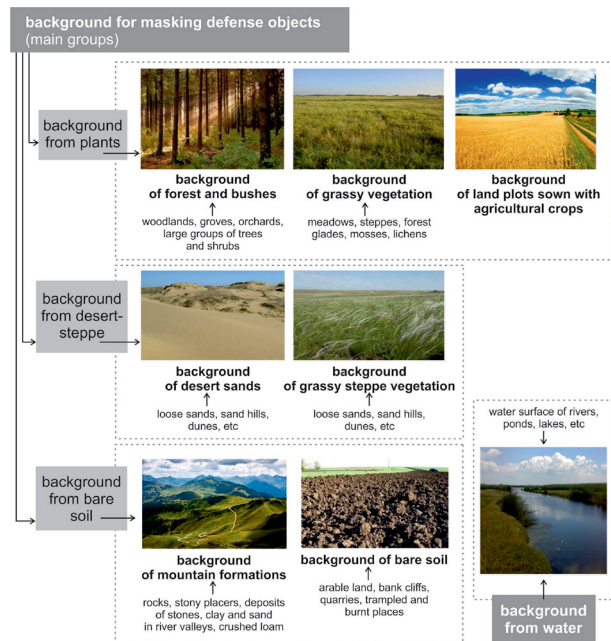 background for masking defense objects
(main groups)
background
from plants
background
of forest and bushes
woodlands, groves, orchards,
large groups of trees
and shrubs
background
of grassy vegetation
meadows, steppes, forest
glades, mosses, lichens
background
of land plots sown with
agricultural crops
background
from desert-
steppe
background
of desert sands
loose sands, sand hills,
dunes, etc
background
of grassy steppe vegetation
loose sands, sand hills,
dunes, etc
water surface of rivers,
ponds, lakes, etc
background
from water
background
from bare
soil
background
of mountain formations
rocks, stony placers, deposits
of stones, clay and sand
in river valleys, crushed loam
background of bare soil
arable land, bank cliffs,
quarries, trampled and
burnt places